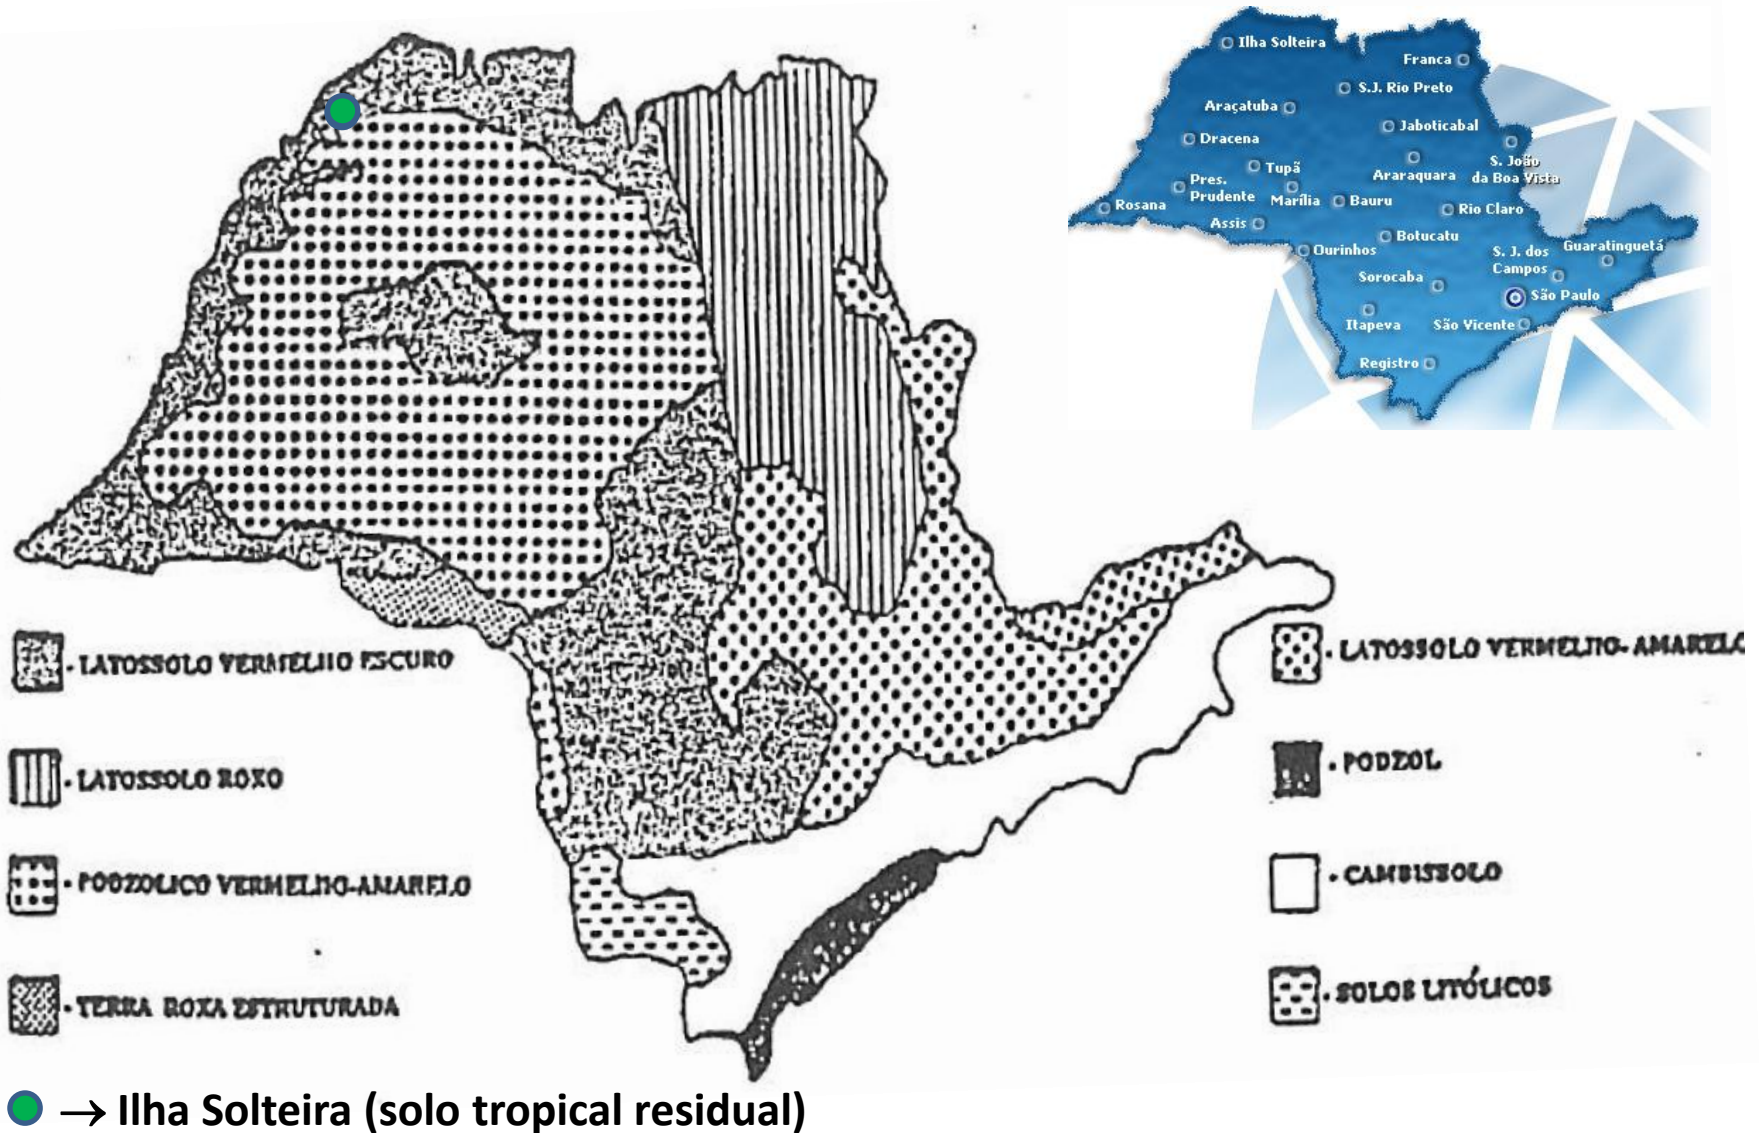 Ilha Solteira
Franca
S.J. Rio Preto
Araçatuba
Jaboticabal
Dracena
S. João
da Boa Vista
Tupã
Araraquara
Pres.
Prudente
Marília
Bauru
Rosana
Rio Claro
Assis
Botucatu
Ourinhos
Guaratinguetá
S. J. dos
Campos
Sorocaba
São Paulo
Itapeva
São Vicente
Registro
- LATOSSOLO VERMELHO ESCURO
- LATOSSOLO ROXO
- PODZOLICO VERMELHO-AMARELO
- TERRA ROXA ESTRUTURADA
- LATOSSOLO VERMELHO-AMARELO
- PODZOL
- CAMBISSOLO
- SOLOS LITÓLICOS
→ Ilha Solteira (solo tropical residual)